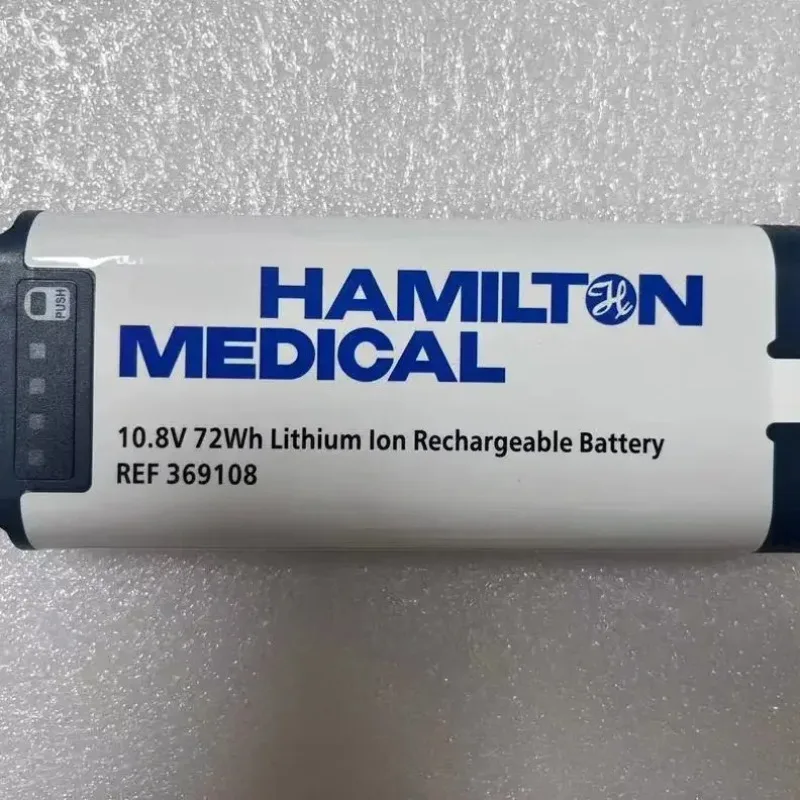 PUSH
HAMILTON
MEDICAL
10.8V 72Wh Lithium Ion Rechargeable Battery
REF 369108